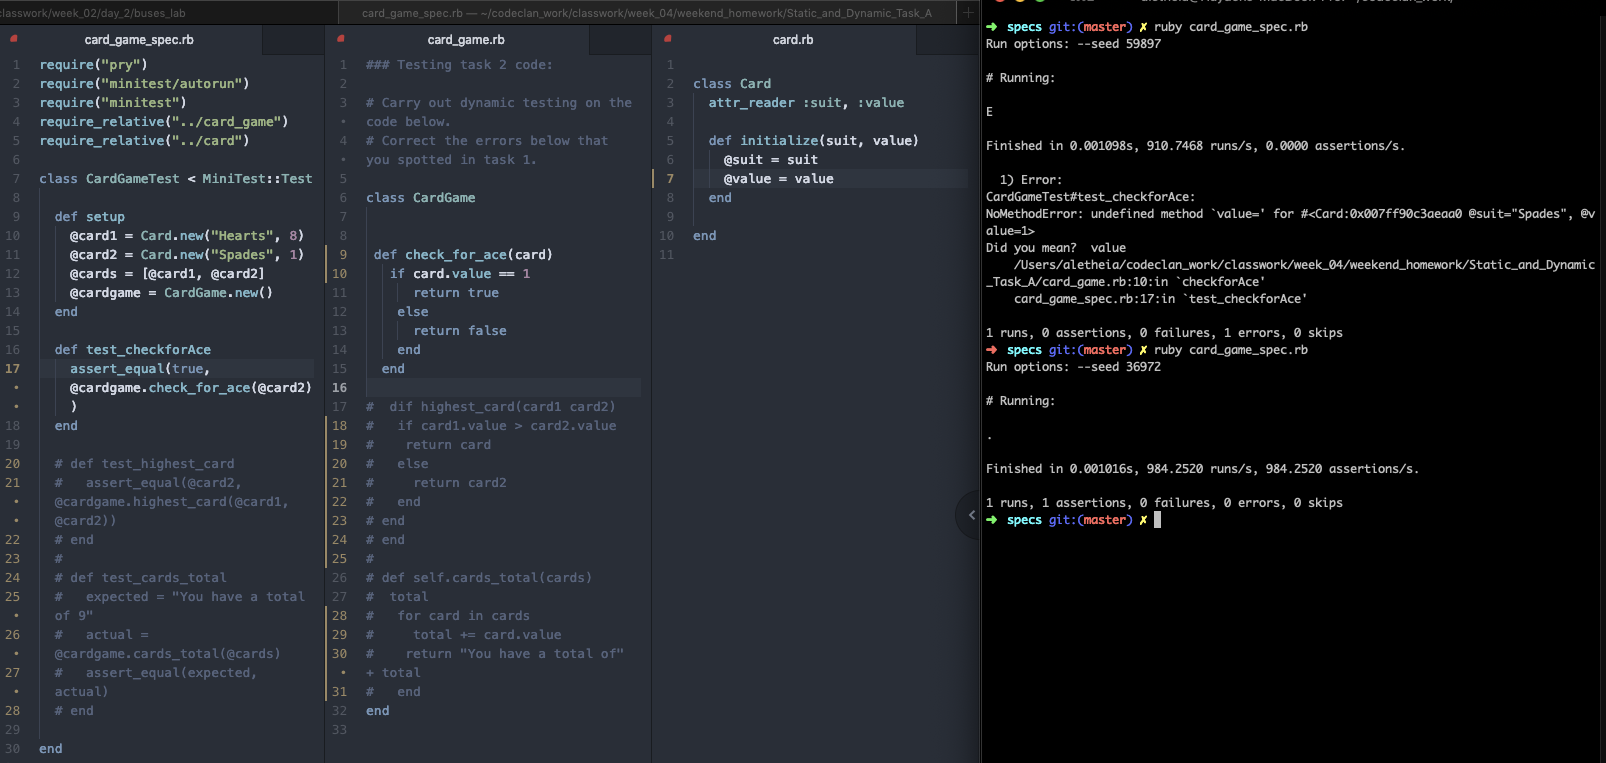 classwork/week_02/day_2/buses_lab
card_game_spec.rb — ~/codeclan_work/classwork/week_04/weekend_homework/Static_and_Dynamic_Task_A
card_game_spec.rb
1 require("pry")
2 require("minitest/autorun")
3 require("minitest")
4 require_relative("../card_game")
5 require_relative("../card")
6
7 class CardGameTest < MiniTest::Test
8
9 def setup
10 @card1 = Card.new("Hearts", 8)
11 @card2 = Card.new("Spades", 1)
12 @cards = [@card1, @card2]
13 @cardgame = CardGame.new()
14 end
15
16 def test_checkforAce
17 assert_equal(true,
• @cardgame.check_for_ace(@card2)
• )
18 end
19
20 # def test_highest_card
21 # assert_equal(@card2,
• @cardgame.highest_card(@card1,
• @card2))
22 # end
23 #
24 # def test_cards_total
25 # expected = "You have a total
• of 9"
26 # actual =
• @cardgame.cards_total(@cards)
27 # assert_equal(expected,
• actual)
28 # end
29
30 end
card_game.rb
1 ### Testing task 2 code:
2
3 # Carry out dynamic testing on the
• code below.
4 # Correct the errors below that
• you spotted in task 1.
5
6 class CardGame
7
8
9 def check_for_ace(card)
10 if card.value == 1
11 return true
12 else
13 return false
14 end
15 end
16
17 # dif highest_card(card1 card2)
18 # if card1.value > card2.value
19 # return card
20 # else
21 # return card2
22 # end
23 # end
24 # end
25 #
26 # def self.cards_total(cards)
27 # total
28 # for card in cards
29 # total += card.value
30 # return "You have a total of"
• + total
31 # end
32 end
33
card.rb
1
2 class Card
3 attr_reader :suit, :value
4
5 def initialize(suit, value)
6 @suit = suit
7 @value = value
8 end
9
10 end
11
➜ specs git:(master) ✗ ruby card_game_spec.rb
Run options: --seed 59897
# Running:
E
Finished in 0.001098s, 910.7468 runs/s, 0.0000 assertions/s.
1) Error:
CardGameTest#test_checkforAce:
NoMethodError: undefined method `value=' for #<Card:0x007ff90c3aeaa0 @suit="Spades", @v
alue=1>
Did you mean? value
/Users/aletheia/codeclan_work/classwork/week_04/weekend_homework/Static_and_Dynamic
_Task_A/card_game.rb:10:in `checkforAce'
card_game_spec.rb:17:in `test_checkforAce'
1 runs, 0 assertions, 0 failures, 1 errors, 0 skips
➜ specs git:(master) ✗ ruby card_game_spec.rb
Run options: --seed 36972
# Running:
.
Finished in 0.001016s, 984.2520 runs/s, 984.2520 assertions/s.
1 runs, 1 assertions, 0 failures, 0 errors, 0 skips
➜ specs git:(master) ✗